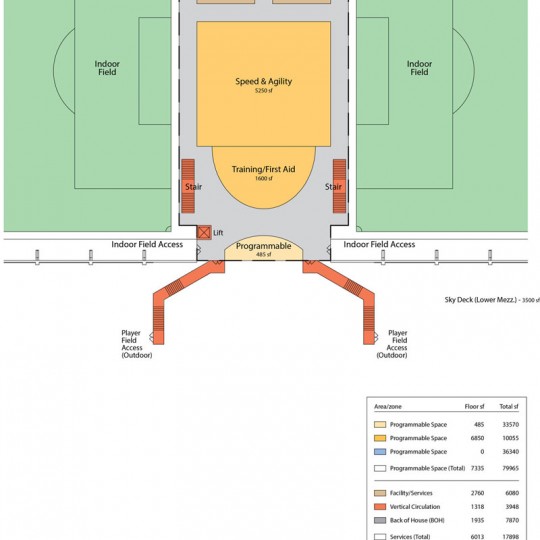 Indoor
Field
Indoor
Field
Speed & Agility
5250 sf
Training/First Aid
1600 sf
Stair
Stair
Lift
Programmable
485 sf
Indoor Field Access
Indoor Field Access
Sky Deck (Lower Mezz.) - 3500 sf
Player
Field
Access
(Outdoor)
Player
Field
Access
(Outdoor)
Area/zone Floor sf Total sf
Programmable Space 485 33570
Programmable Space 6850 10055
Programmable Space 0 36340
Programmable Space (Total) 7335 79965
Facility/Services 2760 6080
Vertical Circulation 1318 3948
Back of House (BOH) 1935 7870
Services (Total) 6013 17898